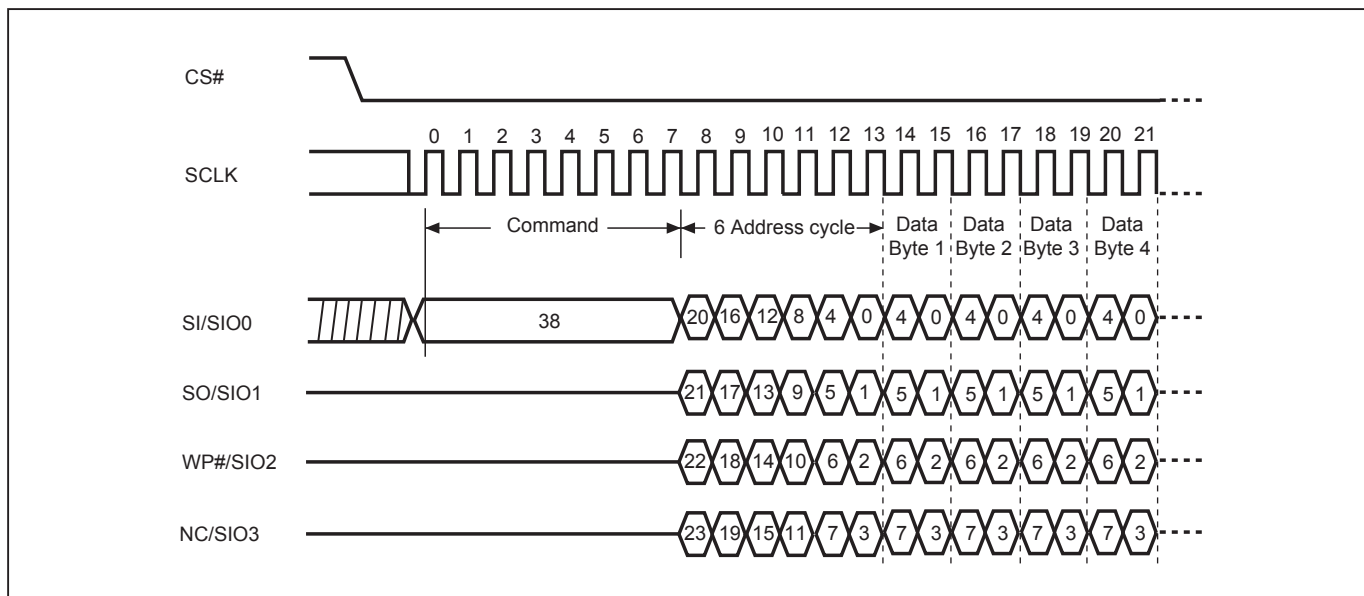 CS#
0 1 2 3 4 5 6 7 8 9 10 11 12 13 14 15 16 17 18 19 20 21
SCLK
Command 6 Address cycle Data Byte 1 Data Byte 2 Data Byte 3 Data Byte 4
SI/SIO0 38 20 16 12 8 4 0 4 0 4 0 4 0 4 0
SO/SIO1 21 17 13 9 5 1 5 1 5 1 5 1 5 1
WP#/SIO2 22 18 14 10 6 2 6 2 6 2 6 2 6 2
NC/SIO3 23 19 15 11 7 3 7 3 7 3 7 3 7 3